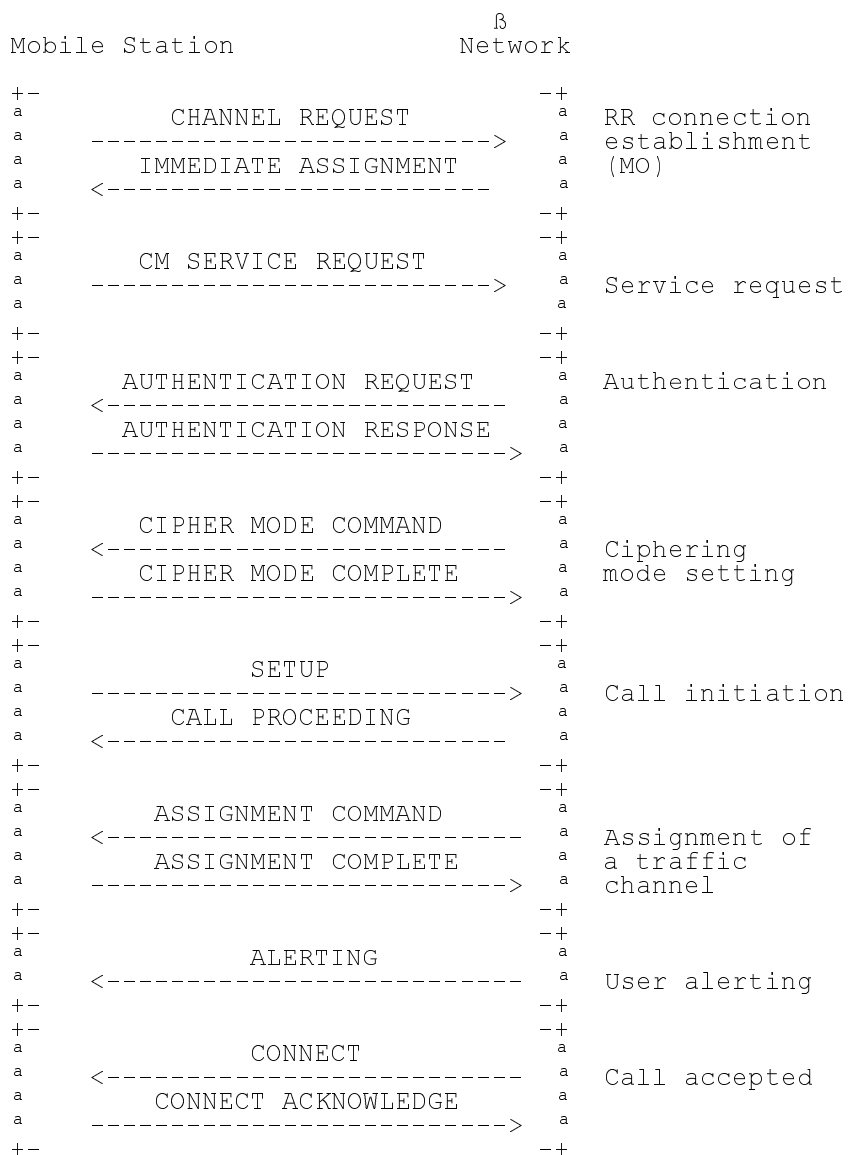 ß
Mobile Station Network
+- -+
a CHANNEL REQUEST a RR connection
a -------------------------> a establishment
a IMMEDIATE ASSIGNMENT a (MO)
a <------------------------- a
+- -+
+- -+
a CM SERVICE REQUEST a
a -------------------------> a Service request
a a
+- -+
+- -+
a AUTHENTICATION REQUEST a Authentication
a <------------------------- a
a AUTHENTICATION RESPONSE a
a --------------------------> a
+- -+
+- -+
a CIPHER MODE COMMAND a
a <------------------------- a Ciphering
a CIPHER MODE COMPLETE a mode setting
a --------------------------> a
+- -+
+- -+
a SETUP a
a --------------------------> a Call initiation
a CALL PROCEEDING a
a <------------------------- a
+- -+
+- -+
a ASSIGNMENT COMMAND a
a <-------------------------- a Assignment of
a ASSIGNMENT COMPLETE a a traffic
a --------------------------> a channel
+- -+
+- -+
a ALERTING a
a <-------------------------- a User alerting
+- -+
+- -+
a CONNECT a
a <-------------------------- a Call accepted
a CONNECT ACKNOWLEDGE a
a --------------------------> a
+- -+